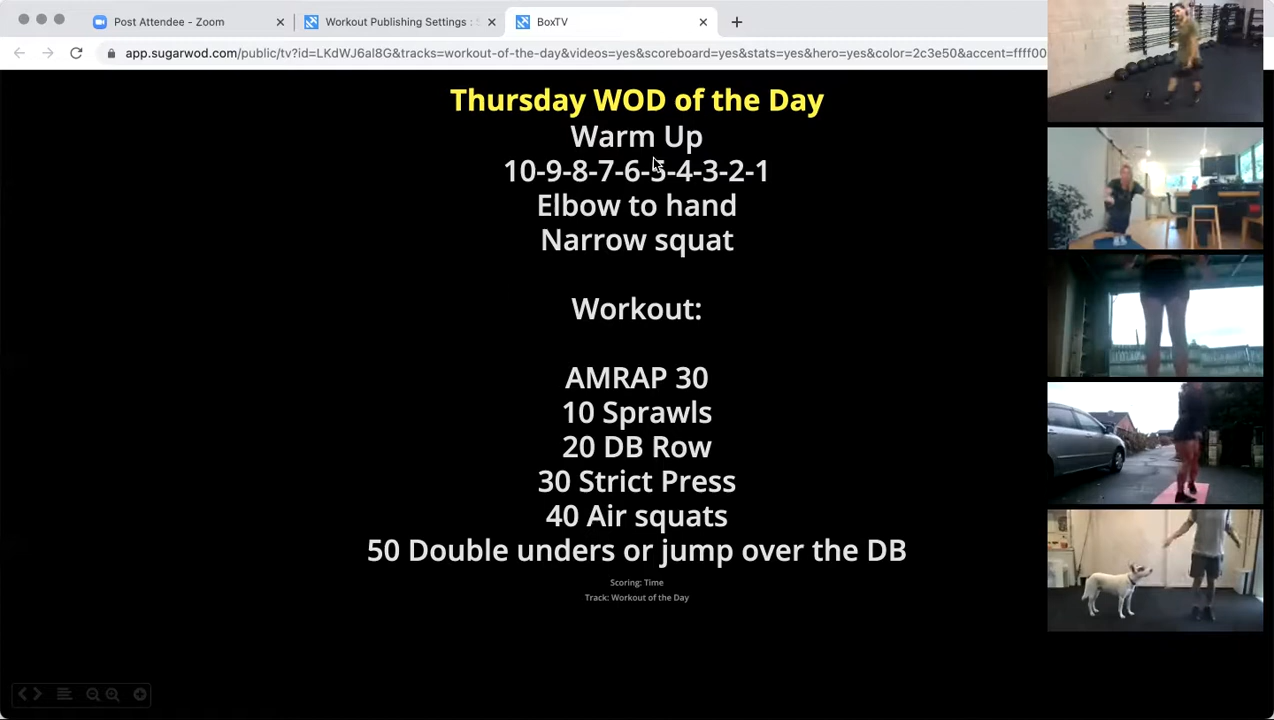 Post Attendee - Zoom
Workout Publishing Settings :
BoxTV
app.sugarwod.com/public/tv?id=LKdWJ6al8G&tracks=workout-of-the-day&videos=yes&scoreboard=yes&stats=yes&hero=yes&color=2c3e50&accent=ffff00
Thursday WOD of the Day
Warm Up
10-9-8-7-6-5-4-3-2-1
Elbow to hand
Narrow squat
Workout:
AMRAP 30
10 Sprawls
20 DB Row
30 Strict Press
40 Air squats
50 Double unders or jump over the DB
Scoring: Time
Track: Workout of the Day